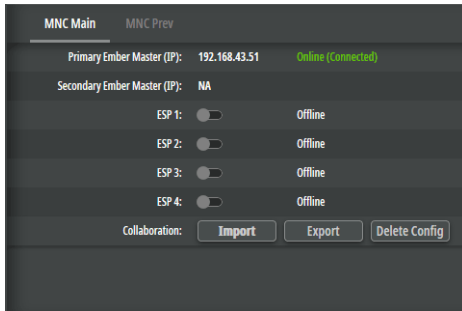 MNC Main MNC Prev
Primary Ember Master (IP): 192.168.43.51 Online (Connected)
Secondary Ember Master (IP): NA
ESP 1: Offline
ESP 2: Offline
ESP 3: Offline
ESP 4: Offline
Collaboration: Import Export Delete Config